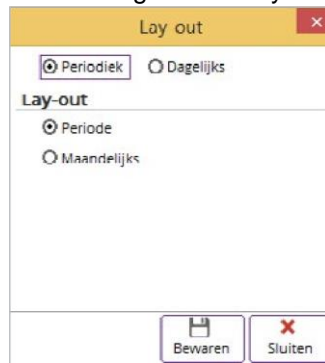 Lay out
Periodiek Dagelijks
Lay-out
Periode
Maandelijks
Bewaren Sluiten